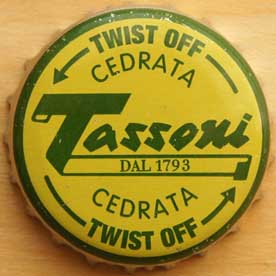 TWIST OFF
CEDRATA
Tassoni
DAL 1793
CEDRATA
TWIST OFF